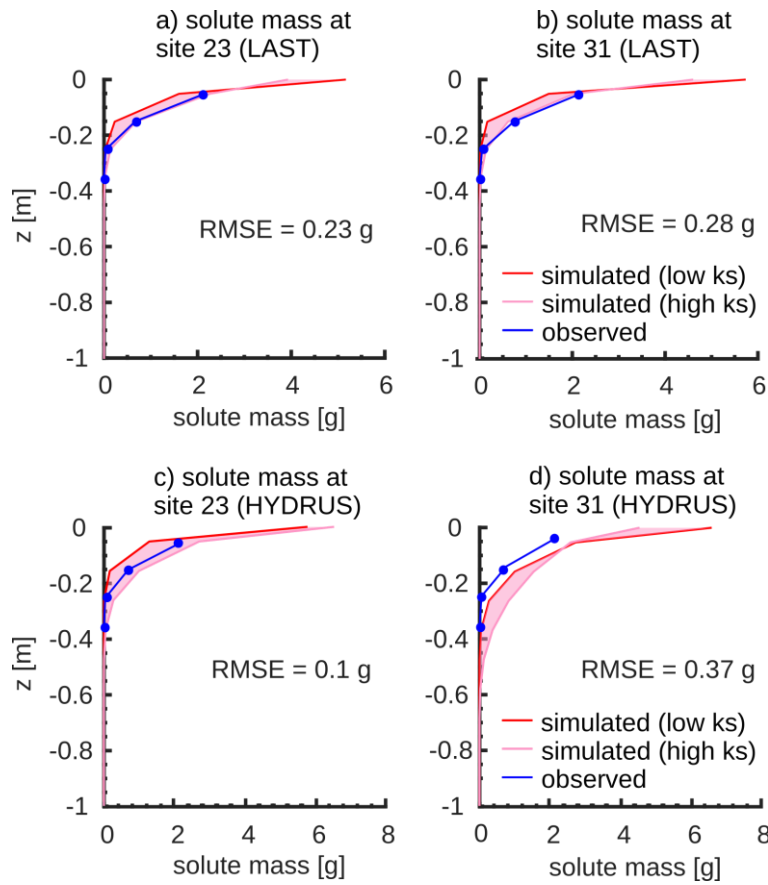 a) solute mass at
site 23 (LAST)
0
-0.2
-0.4
-0.6
-0.8
-1
z [m]
RMSE = 0.23 g
0 2 4 6
solute mass [g]
b) solute mass at
site 31 (LAST)
0
-0.2
-0.4
-0.6
-0.8
-1
RMSE = 0.28 g
simulated (low ks)
simulated (high ks)
observed
0 2 4 6
solute mass [g]
c) solute mass at
site 23 (HYDRUS)
0
-0.2
-0.4
-0.6
-0.8
-1
z [m]
RMSE = 0.1 g
0 2 4 6 8
solute mass [g]
d) solute mass at
site 31 (HYDRUS)
0
-0.2
-0.4
-0.6
-0.8
-1
RMSE = 0.37 g
simulated (low ks)
simulated (high ks)
observed
0 2 4 6 8
solute mass [g]